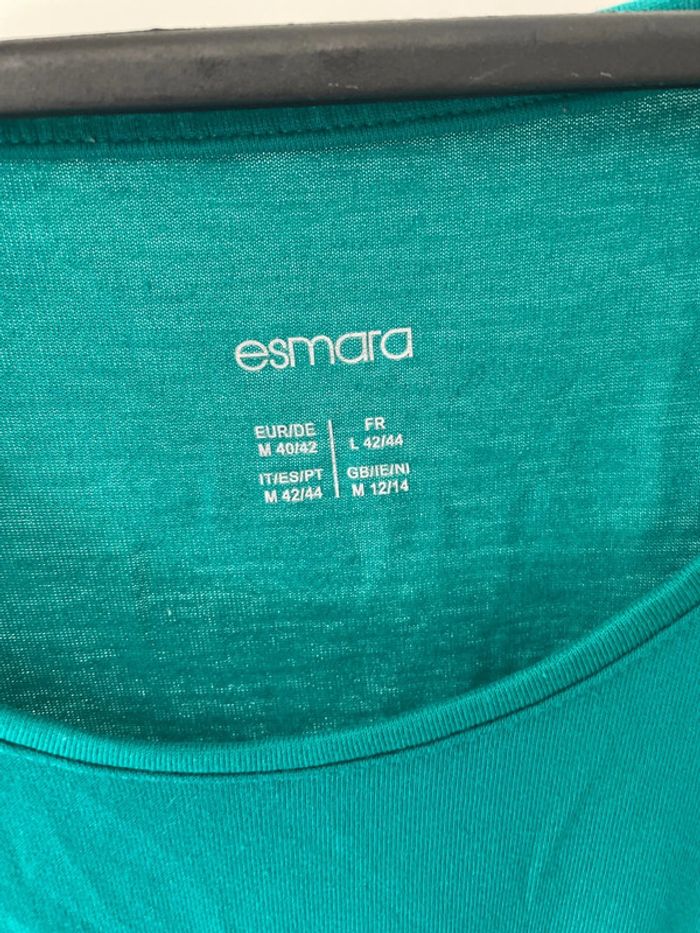 esmara
EUR/DE
M 40/42
FR
L 42/44
IT/ES/PT
M 42/44
GB/IE/NI
M 12/14